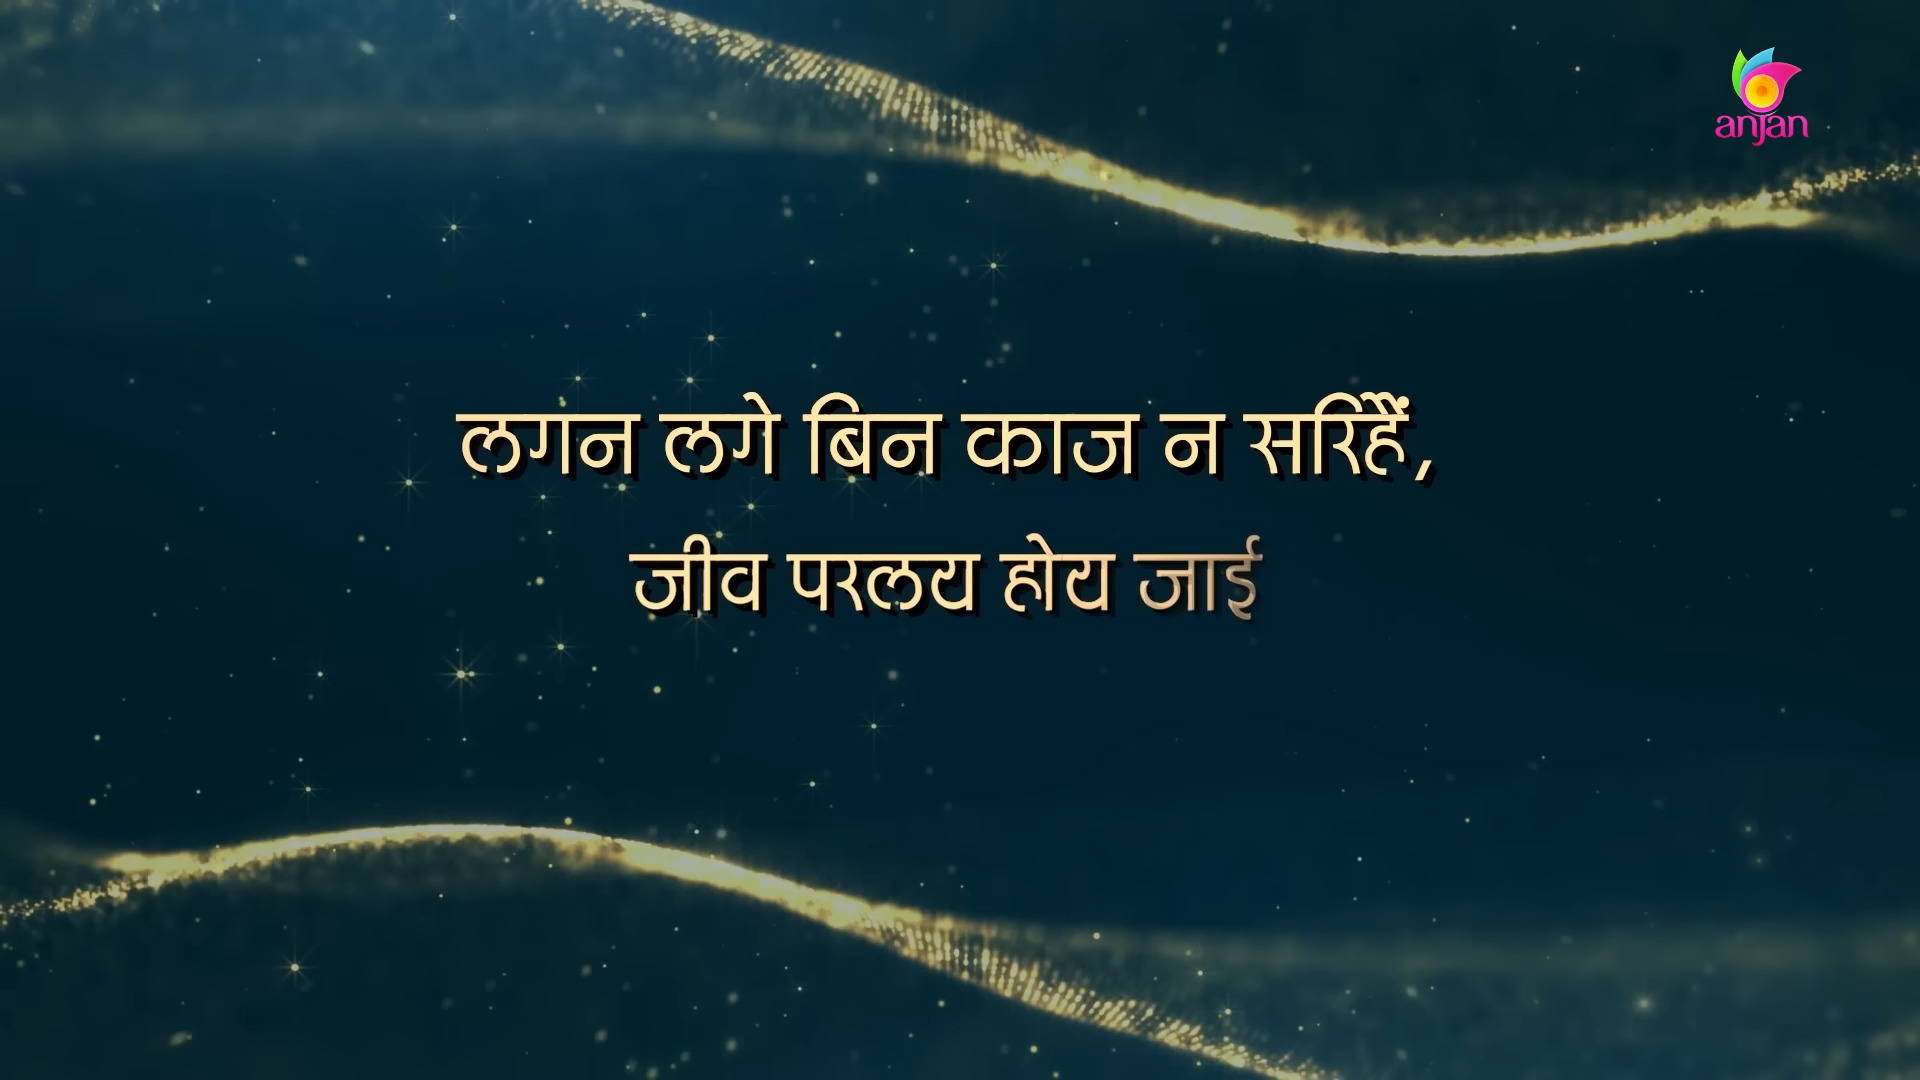 anjan
लगन लगे बिन काज न सरिहैं,
जीव परलय होय जाई